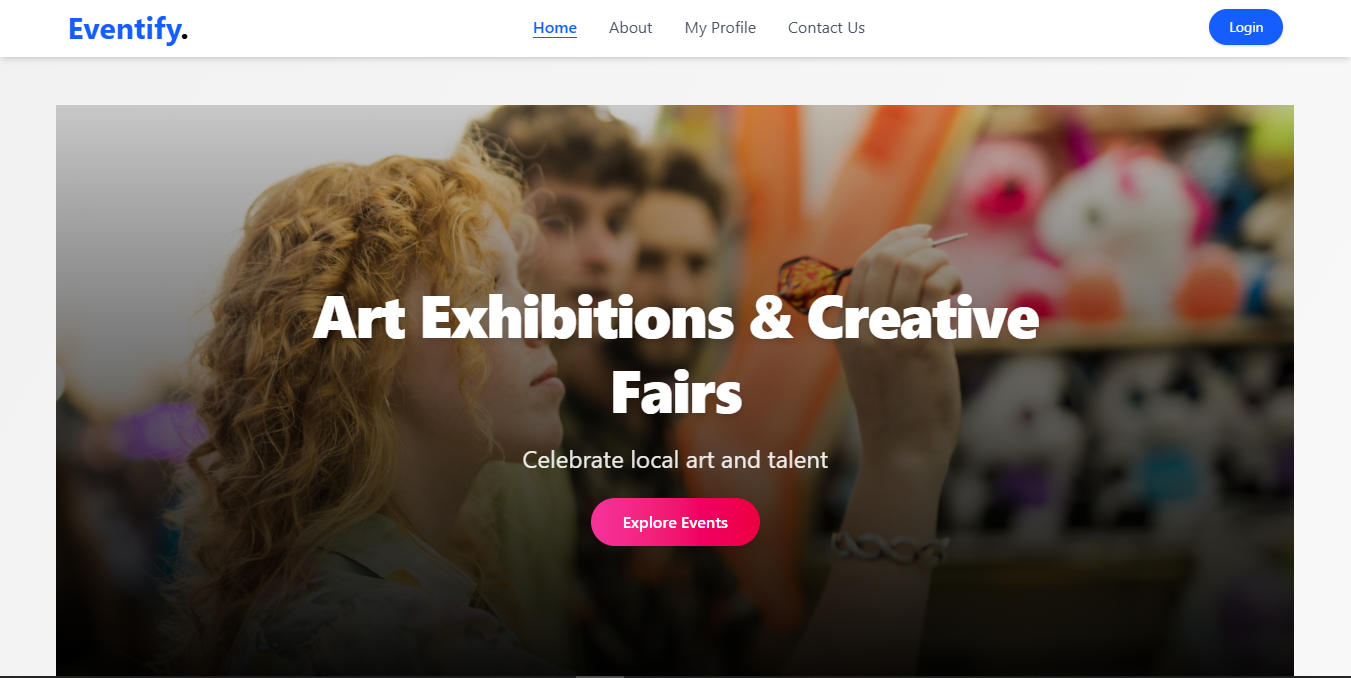 Eventify.
Home
About
My Profile
Contact Us
Login
Art Exhibitions & Creative
Fairs
Celebrate local art and talent
Explore Events